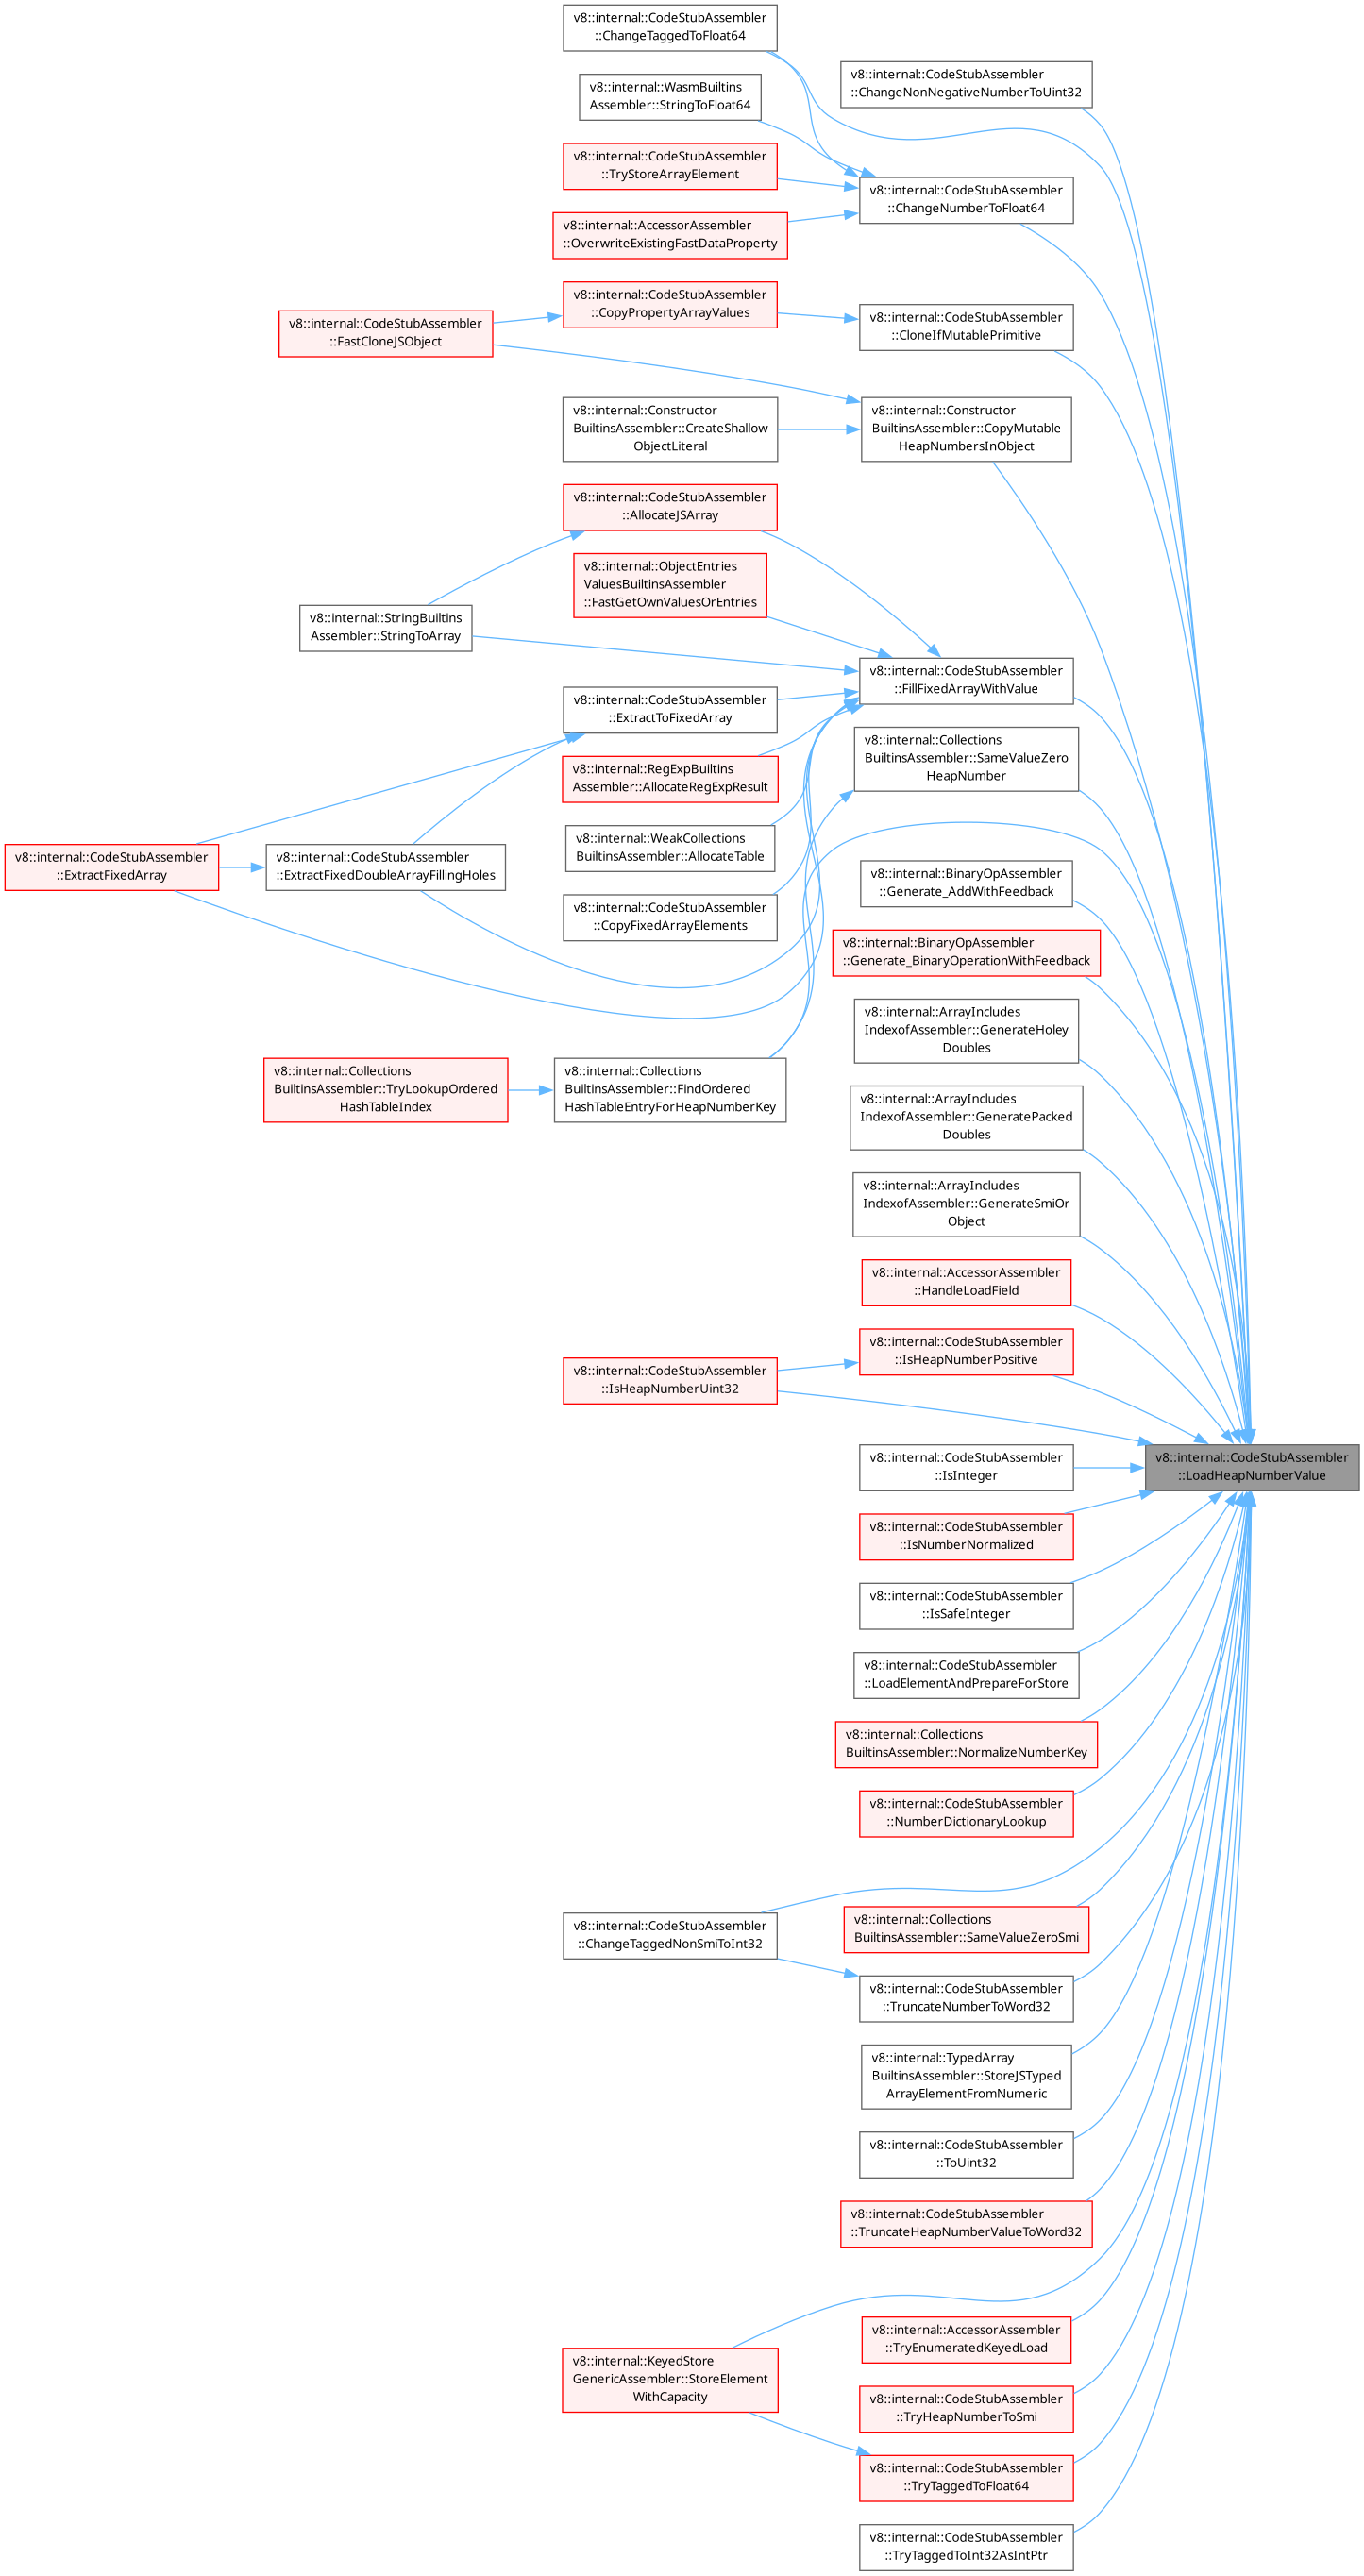 v8::internal::CodeStubAssembler
::ChangeTaggedToFloat64
v8::internal::CodeStubAssembler
::ChangeNonNegativeNumberToUint32
v8::internal::WasmBuiltins
Assembler::StringToFloat64
v8::internal::CodeStubAssembler
::TryStoreArrayElement
v8::internal::CodeStubAssembler
::ChangeNumberToFloat64
v8::internal::AccessorAssembler
::OverwriteExistingFastDataProperty
v8::internal::CodeStubAssembler
::CopyPropertyArrayValues
v8::internal::CodeStubAssembler
::FastCloneJSObject
v8::internal::CodeStubAssembler
::CloneIfMutablePrimitive
v8::internal::Constructor
BuiltinsAssembler::CreateShallow
ObjectLiteral
v8::internal::Constructor
BuiltinsAssembler::CopyMutable
HeapNumbersInObject
v8::internal::CodeStubAssembler
::AllocateJSArray
v8::internal::ObjectEntries
ValuesBuiltinsAssembler
::FastGetOwnValuesOrEntries
v8::internal::StringBuiltins
Assembler::StringToArray
v8::internal::CodeStubAssembler
::FillFixedArrayWithValue
v8::internal::CodeStubAssembler
::ExtractToFixedArray
v8::internal::Collections
BuiltinsAssembler::SameValueZero
HeapNumber
v8::internal::RegExpBuiltins
Assembler::AllocateRegExpResult
v8::internal::WeakCollections
BuiltinsAssembler::AllocateTable
v8::internal::CodeStubAssembler
::ExtractFixedArray
v8::internal::CodeStubAssembler
::ExtractFixedDoubleArrayFillingHoles
v8::internal::BinaryOpAssembler
::Generate_AddWithFeedback
v8::internal::CodeStubAssembler
::CopyFixedArrayElements
v8::internal::BinaryOpAssembler
::Generate_BinaryOperationWithFeedback
v8::internal::ArrayIncludes
IndexofAssembler::GenerateHoley
Doubles
v8::internal::Collections
BuiltinsAssembler::TryLookupOrdered
HashTableIndex
v8::internal::Collections
BuiltinsAssembler::FindOrdered
HashTableEntryForHeapNumberKey
v8::internal::ArrayIncludes
IndexofAssembler::GeneratePacked
Doubles
v8::internal::ArrayIncludes
IndexofAssembler::GenerateSmiOr
Object
v8::internal::AccessorAssembler
::HandleLoadField
v8::internal::CodeStubAssembler
::IsHeapNumberPositive
v8::internal::CodeStubAssembler
::IsHeapNumberUint32
v8::internal::CodeStubAssembler
::IsInteger
v8::internal::CodeStubAssembler
::LoadHeapNumberValue
v8::internal::CodeStubAssembler
::IsNumberNormalized
v8::internal::CodeStubAssembler
::IsSafeInteger
v8::internal::CodeStubAssembler
::LoadElementAndPrepareForStore
v8::internal::Collections
BuiltinsAssembler::NormalizeNumberKey
v8::internal::CodeStubAssembler
::NumberDictionaryLookup
v8::internal::Collections
BuiltinsAssembler::SameValueZeroSmi
v8::internal::CodeStubAssembler
::ChangeTaggedNonSmiToInt32
v8::internal::CodeStubAssembler
::TruncateNumberToWord32
v8::internal::TypedArray
BuiltinsAssembler::StoreJSTyped
ArrayElementFromNumeric
v8::internal::CodeStubAssembler
::ToUint32
v8::internal::CodeStubAssembler
::TruncateHeapNumberValueToWord32
v8::internal::AccessorAssembler
::TryEnumeratedKeyedLoad
v8::internal::KeyedStore
GenericAssembler::StoreElement
WithCapacity
v8::internal::CodeStubAssembler
::TryHeapNumberToSmi
v8::internal::CodeStubAssembler
::TryTaggedToFloat64
v8::internal::CodeStubAssembler
::TryTaggedToInt32AsIntPtr